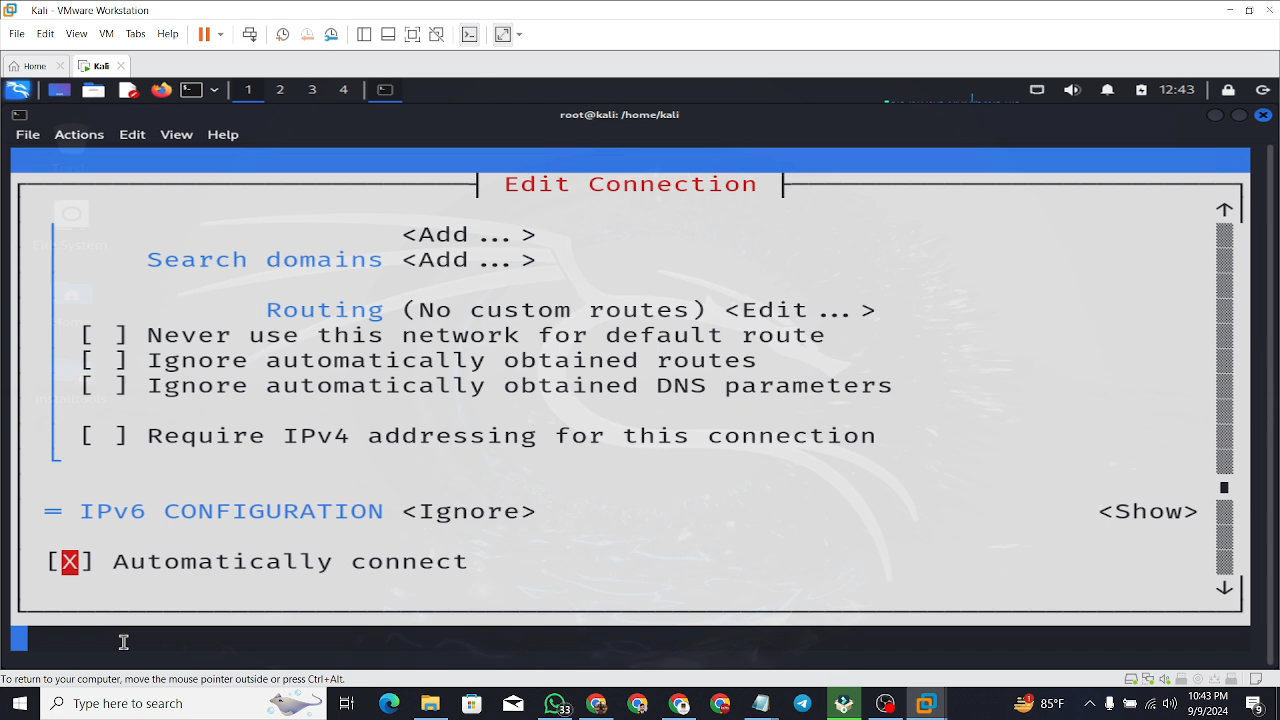 Kali - VMware Workstation
File Edit View VM Tabs Help
Home Kali
1 2 3 4 12:43
root@kali: /home/kali
File Actions Edit View Help
Edit Connection
<Add ... >
Search domains <Add ... >
Routing (No custom routes) <Edit ... >
[ ] Never use this network for default route
[ ] Ignore automatically obtained routes
[ ] Ignore automatically obtained DNS parameters
[ ] Require IPv4 addressing for this connection
= IPv6 CONFIGURATION <Ignore> <Show>
[X] Automatically connect
To return to your computer, move the mouse pointer outside or press Ctrl+Alt.
Type here to search
33
85°F
10:43 PM
9/9/2024